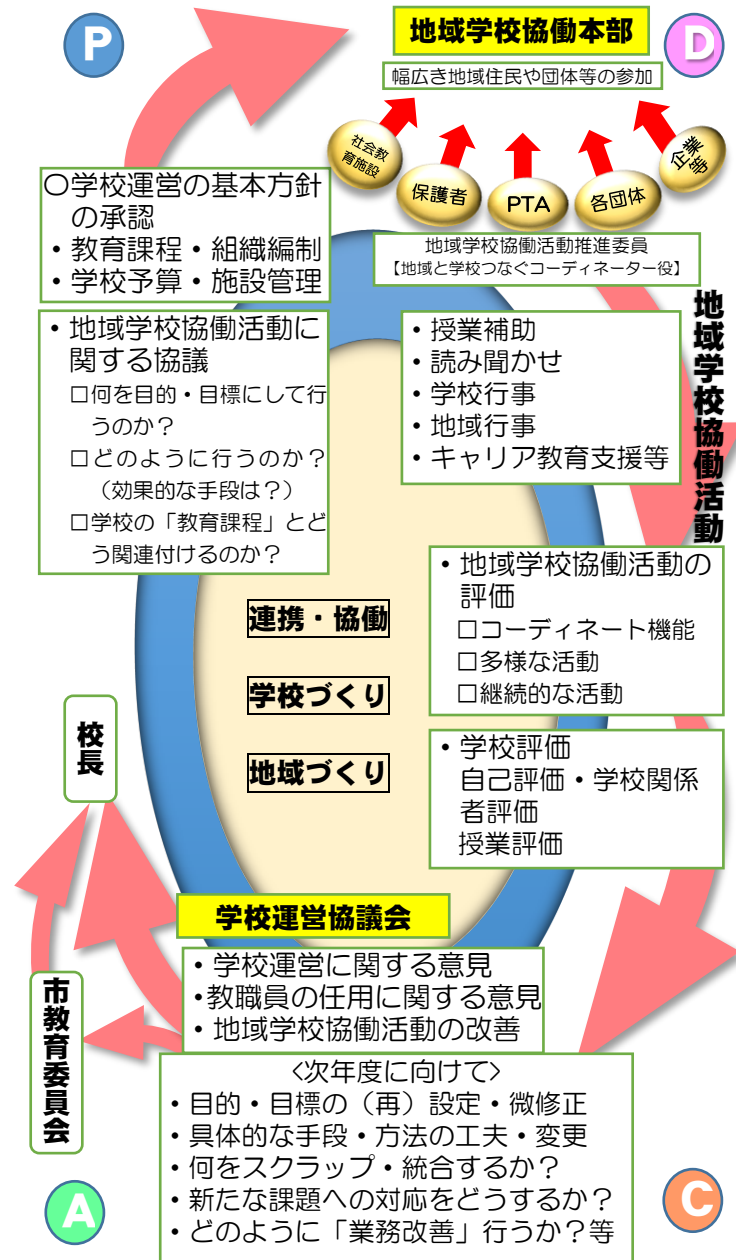 P
地域学校協働本部
D
幅広き地域住民や団体等の参加
社会教
育施設
保護者
PTA
各団体
企業
等
地域学校協働活動推進委員
【地域と学校つなぐコーディネーター役】
〇学校運営の基本方針
の承認
・教育課程・組織編制
・学校予算・施設管理
・地域学校協働活動に
関する協議
□何を目的・目標にして行
うのか？
□どのように行うのか？
（効果的な手段は？）
□学校の「教育課程」とど
う関連付けるのか？
・授業補助
・読み聞かせ
・学校行事
・地域行事
・キャリア教育支援等
地域学校協働活動
・地域学校協働活動の
評価
□コーディネート機能
□多様な活動
□継続的な活動
連携・協働
学校づくり
地域づくり
・学校評価
自己評価・学校関係
者評価
授業評価
校長
学校運営協議会
・学校運営に関する意見
・教職員の任用に関する意見
・地域学校協働活動の改善
市教育委員会
〈次年度に向けて〉
・目的・目標の（再）設定・微修正
・具体的な手段・方法の工夫・変更
・何をスクラップ・統合するか？
・新たな課題への対応をどうするか？
・どのように「業務改善」行うか？等
A
C